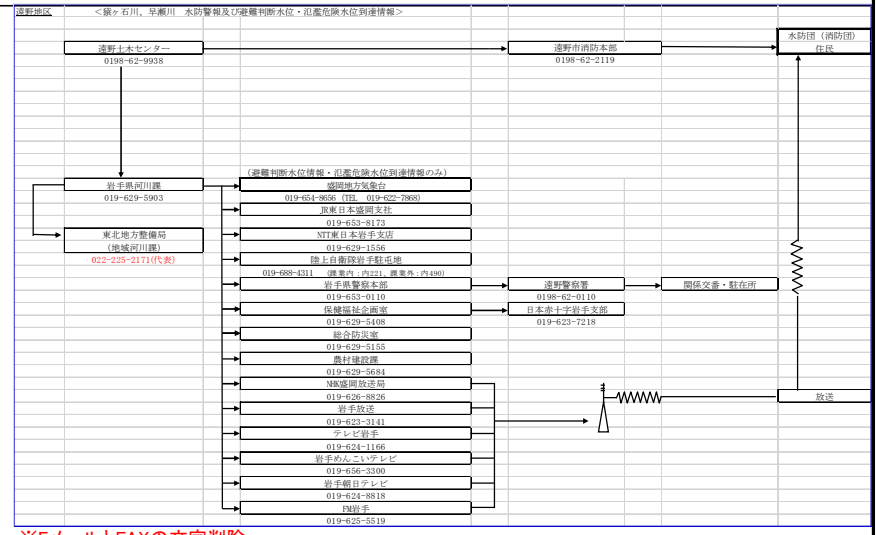 遠野地区 <猿ヶ石川、早瀬川 水防警報及び避難判断水位・氾濫危険水位到達情報>
水防団（消防団）
遠野土木センター 遠野市消防本部 住民
0198-62-9938 0198-62-2119
(避難判断水位情報・氾濫危険水位到達情報のみ)
岩手県河川課 盛岡地方気象台
019-629-5903 019-654-8656 (TEL 019-622-7868)
JR東日本盛岡支社
019-653-8173
東北地方整備局 NTT東日本岩手支店
（地域河川課） 019-629-1556
022-225-2171(代表) 陸上自衛隊岩手駐屯地
019-688-4311 (課業内：内221, 課業外：内490)
岩手県警察本部 遠野警察署 関係交番・駐在所
019-653-0110 0198-62-0110
保健福祉企画室 日本赤十字岩手支部
019-629-5408 019-623-7218
総合防災室
019-629-5155
農村建設課
019-629-5684
NHK盛岡放送局 放送
019-626-8826
岩手放送
019-623-3141
テレビ岩手
019-624-1166
岩手めんこいテレビ
019-656-3300
岩手朝日テレビ
019-624-8818
FM岩手
019-625-5519